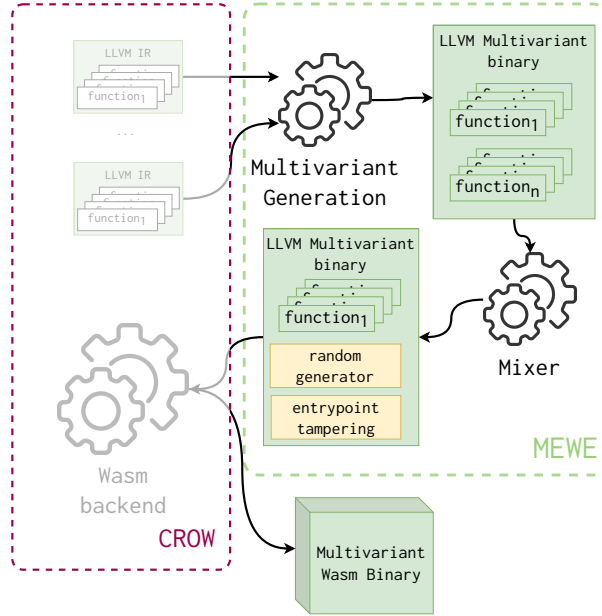 LLVM IR
function₁
...
LLVM IR
function₁
Multivariant
Generation
LLVM Multivariant
binary
function₁
functionₙ
Mixer
LLVM Multivariant
binary
function₁
random
generator
entrypoint
tampering
MEWE
Wasm
backend
CROW
Multivariant
Wasm Binary